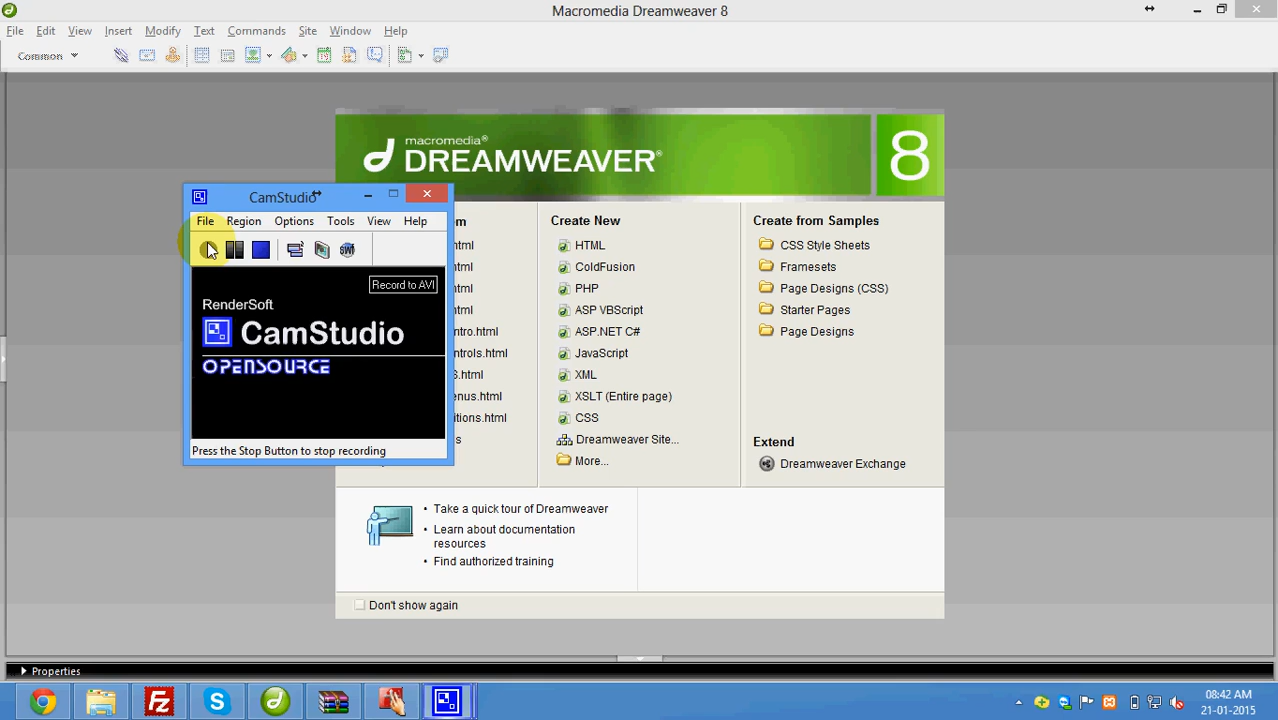 Macromedia Dreamweaver 8
File Edit View Insert Modify Text Commands Site Window Help
Common
macromedia®
DREAMWEAVER®
8
CamStudio
File Region Options Tools View Help
Record to AVI
RenderSoft
CamStudio
OPENSOURCE
Press the Stop Button to stop recording
Create New
HTML
ColdFusion
PHP
ASP VBScript
ASP.NET C#
JavaScript
XML
XSLT (Entire page)
CSS
Dreamweaver Site...
More...
Create from Samples
CSS Style Sheets
Framesets
Page Designs (CSS)
Starter Pages
Page Designs
Extend
Dreamweaver Exchange
Take a quick tour of Dreamweaver
Learn about documentation
resources
Find authorized training
Don't show again
Properties
08:42 AM
21-01-2015